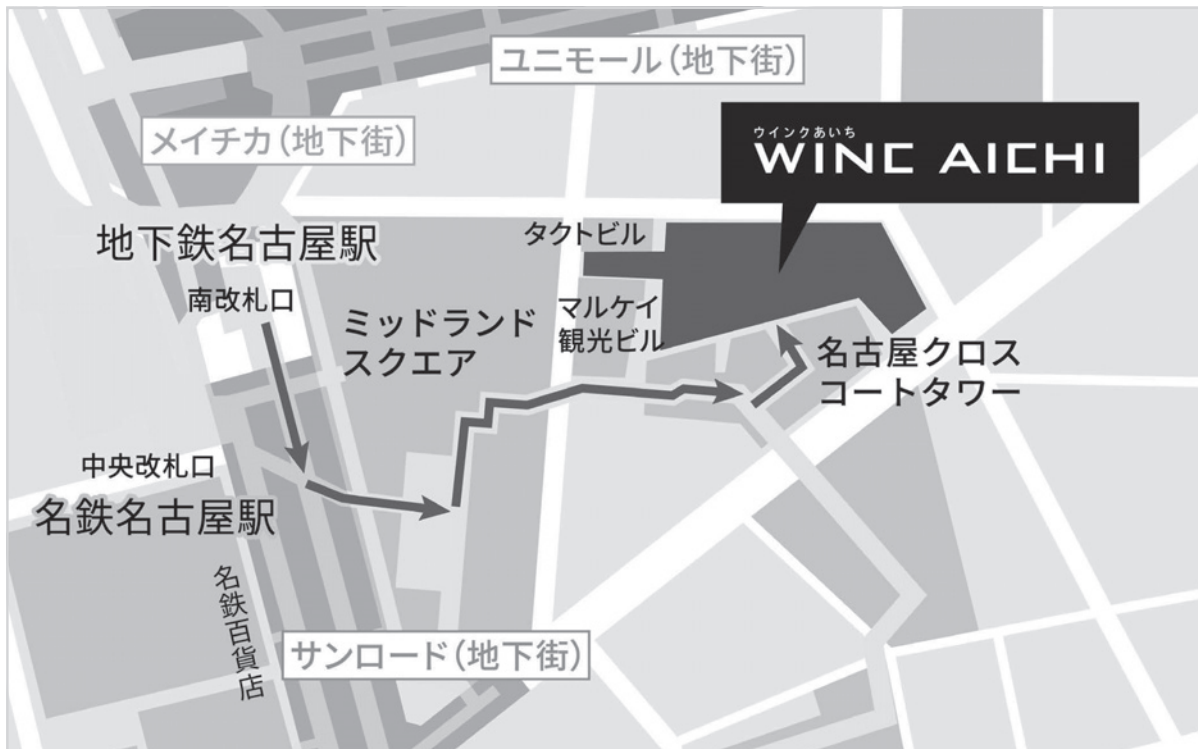 ユニモール(地下街)
メイチカ(地下街)
ウインクあいち
WINC AICHI
地下鉄名古屋駅
南改札口
タクトビル
ミッドランド
スクエア
マルケイ
観光ビル
名古屋クロス
コートタワー
中央改札口
名鉄名古屋駅
名鉄百貨店
サンロード(地下街)